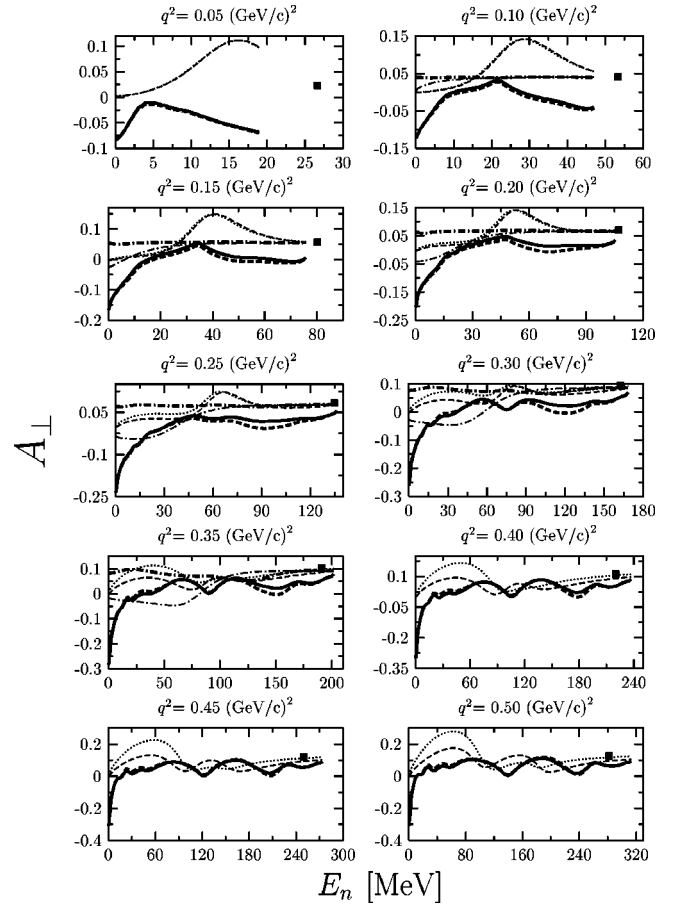 q²= 0.05 (GeV/c)² q²= 0.10 (GeV/c)²
0.1 0.15
0.05
0 0.05
-0.05 -0.05
-0.1 -0.15
0 5 10 15 20 25 30 0 10 20 30 40 50 60
q²= 0.15 (GeV/c)² q²= 0.20 (GeV/c)²
0.15
0.1 0.05
0 -0.05
-0.1 -0.15
-0.2 -0.25
0 20 40 60 80 0 30 60 90 120
q²= 0.25 (GeV/c)² q²= 0.30 (GeV/c)²
0.1
0.05 0
-0.1 -0.1
-0.2
-0.25 -0.3
0 30 60 90 120 0 30 60 90 120 150 180
A⊥
q²= 0.35 (GeV/c)² q²= 0.40 (GeV/c)²
0.1 0.1
0 -0.05
-0.1
-0.2 -0.2
-0.3 -0.35
0 50 100 150 200 0 60 120 180 240
q²= 0.45 (GeV/c)² q²= 0.50 (GeV/c)²
0.2 0.2
0 0
-0.2 -0.2
-0.4 -0.4
0 60 120 180 240 300 0 80 160 240 320
Eₙ [MeV]